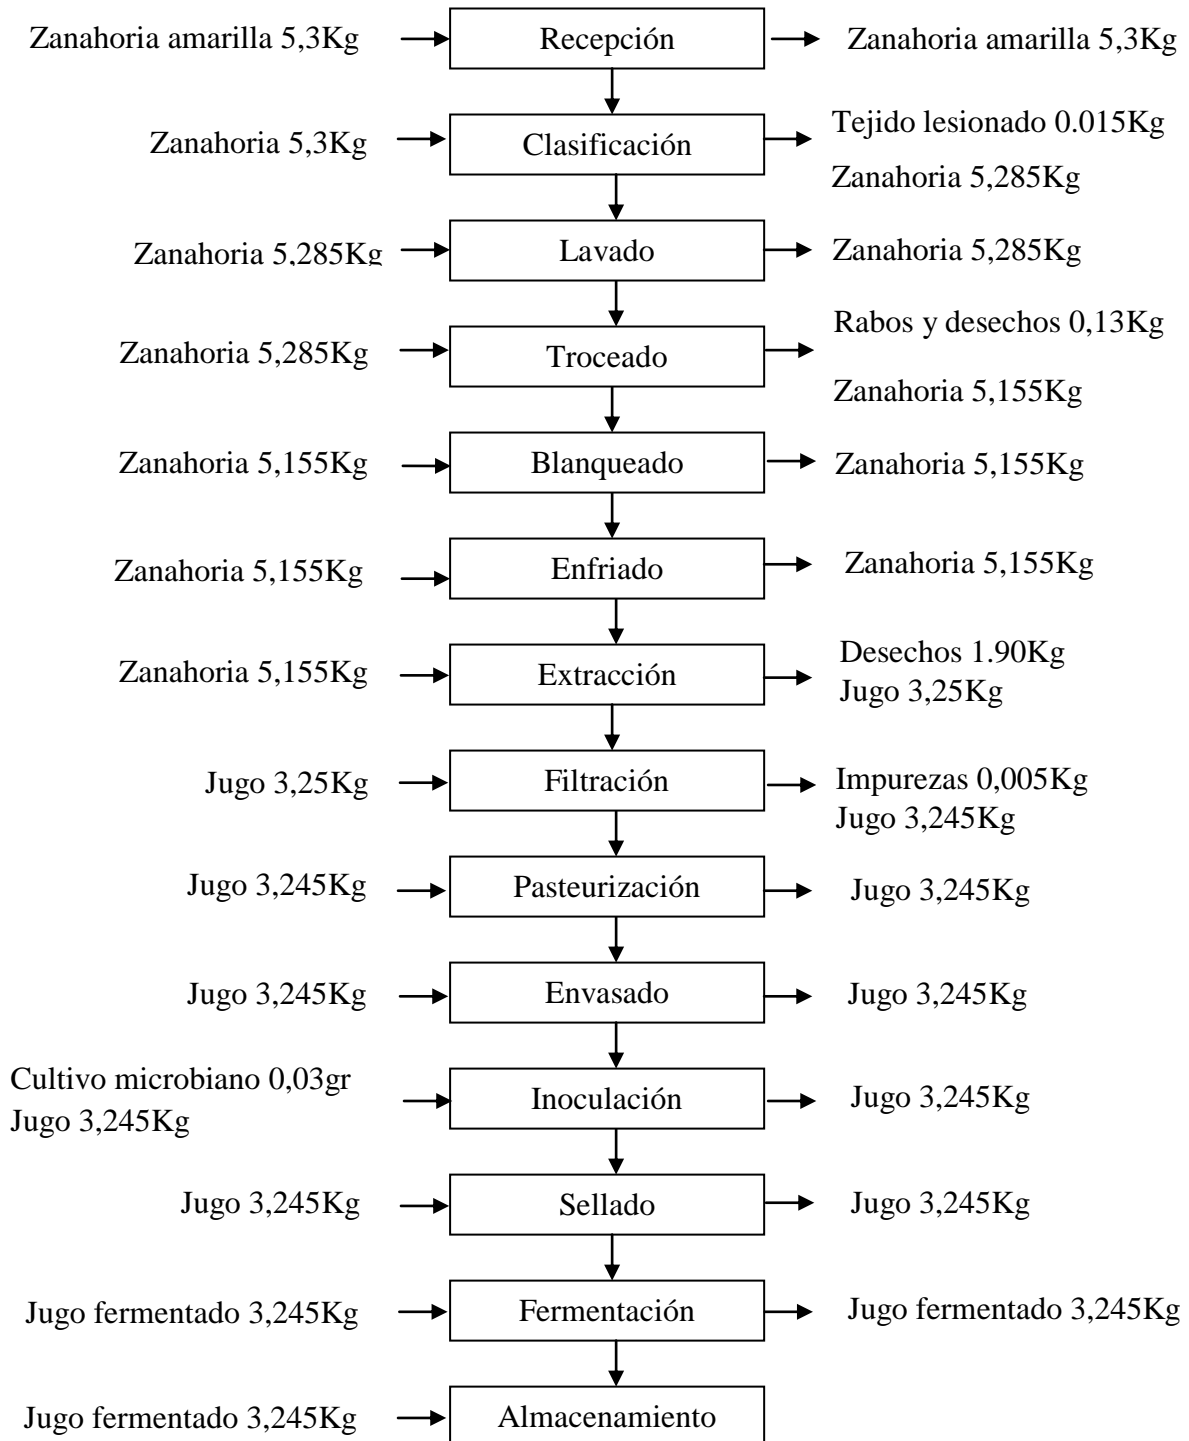 Zanahoria amarilla 5,3Kg
Recepción
Zanahoria amarilla 5,3Kg
Zanahoria 5,3Kg
Clasificación
Tejido lesionado 0.015Kg
Zanahoria 5,285Kg
Zanahoria 5,285Kg
Lavado
Zanahoria 5,285Kg
Zanahoria 5,285Kg
Troceado
Rabos y desechos 0,13Kg
Zanahoria 5,155Kg
Zanahoria 5,155Kg
Blanqueado
Zanahoria 5,155Kg
Zanahoria 5,155Kg
Enfriado
Zanahoria 5,155Kg
Zanahoria 5,155Kg
Extracción
Desechos 1.90Kg
Jugo 3,25Kg
Jugo 3,25Kg
Filtración
Impurezas 0,005Kg
Jugo 3,245Kg
Jugo 3,245Kg
Pasteurización
Jugo 3,245Kg
Jugo 3,245Kg
Envasado
Jugo 3,245Kg
Cultivo microbiano 0,03gr
Jugo 3,245Kg
Inoculación
Jugo 3,245Kg
Jugo 3,245Kg
Sellado
Jugo 3,245Kg
Jugo fermentado 3,245Kg
Fermentación
Jugo fermentado 3,245Kg
Jugo fermentado 3,245Kg
Almacenamiento